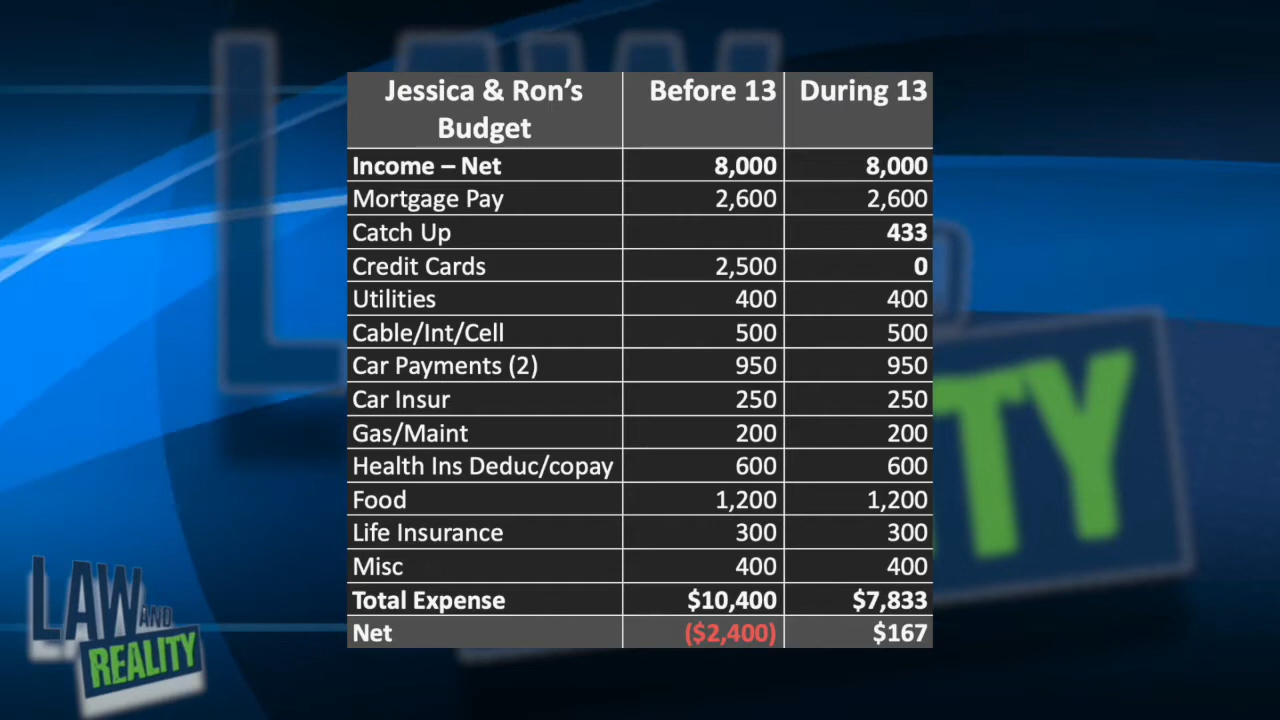 Jessica & Ron's Budget Before 13 During 13
Income – Net 8,000 8,000
Mortgage Pay 2,600 2,600
Catch Up 433
Credit Cards 2,500 0
Utilities 400 400
Cable/Int/Cell 500 500
Car Payments (2) 950 950
Car Insur 250 250
Gas/Maint 200 200
Health Ins Deduc/copay 600 600
Food 1,200 1,200
Life Insurance 300 300
Misc 400 400
Total Expense $10,400 $7,833
Net ($2,400) $167
LAW
AND
REALITY
TY